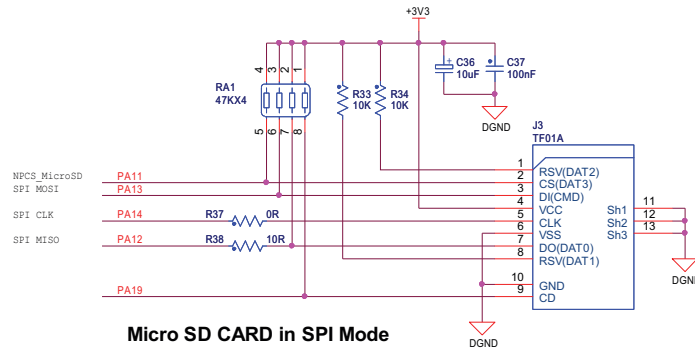 +3V3
4 3 2 1
RA1
47KX4
5 6 7 8
R33
10K
R34
10K
+ C36
10uF
C37
100nF
DGND
J3
TF01A
NPCS_MicroSD PA11
SPI MOSI PA13
SPI CLK PA14 R37 0R
SPI MISO PA12 R38 10R
PA19
1 RSV(DAT2)
2 CS(DAT3)
3 DI(CMD)
4 VCC
5 CLK
6 VSS
7 DO(DAT0)
8 RSV(DAT1)
10 GND
9 CD
Sh1 11
Sh2 12
Sh3 13
DGND
DGND
Micro SD CARD in SPI Mode